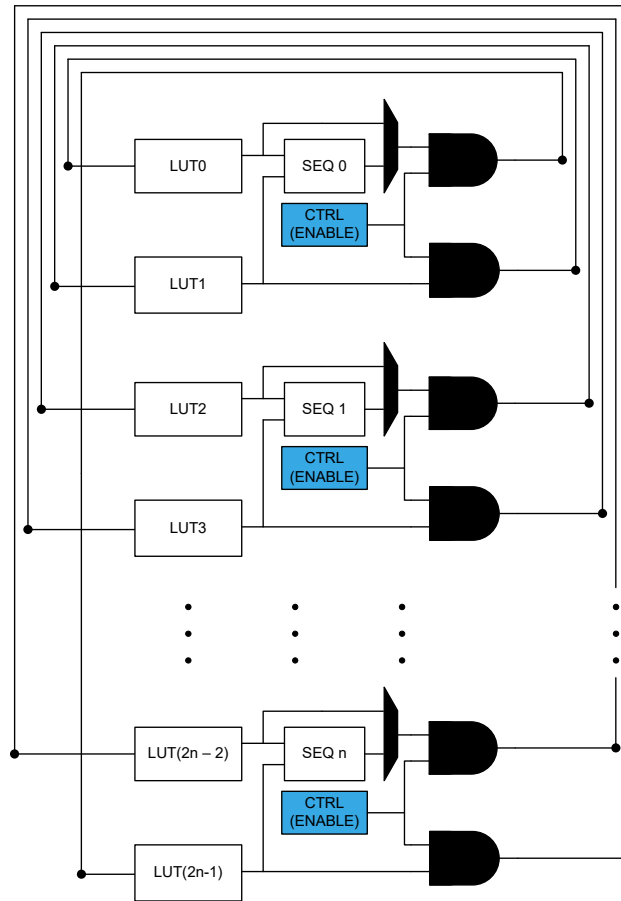 LUT0
SEQ 0
CTRL
(ENABLE)
LUT1
LUT2
SEQ 1
CTRL
(ENABLE)
LUT3
LUT(2n – 2)
SEQ n
CTRL
(ENABLE)
LUT(2n-1)